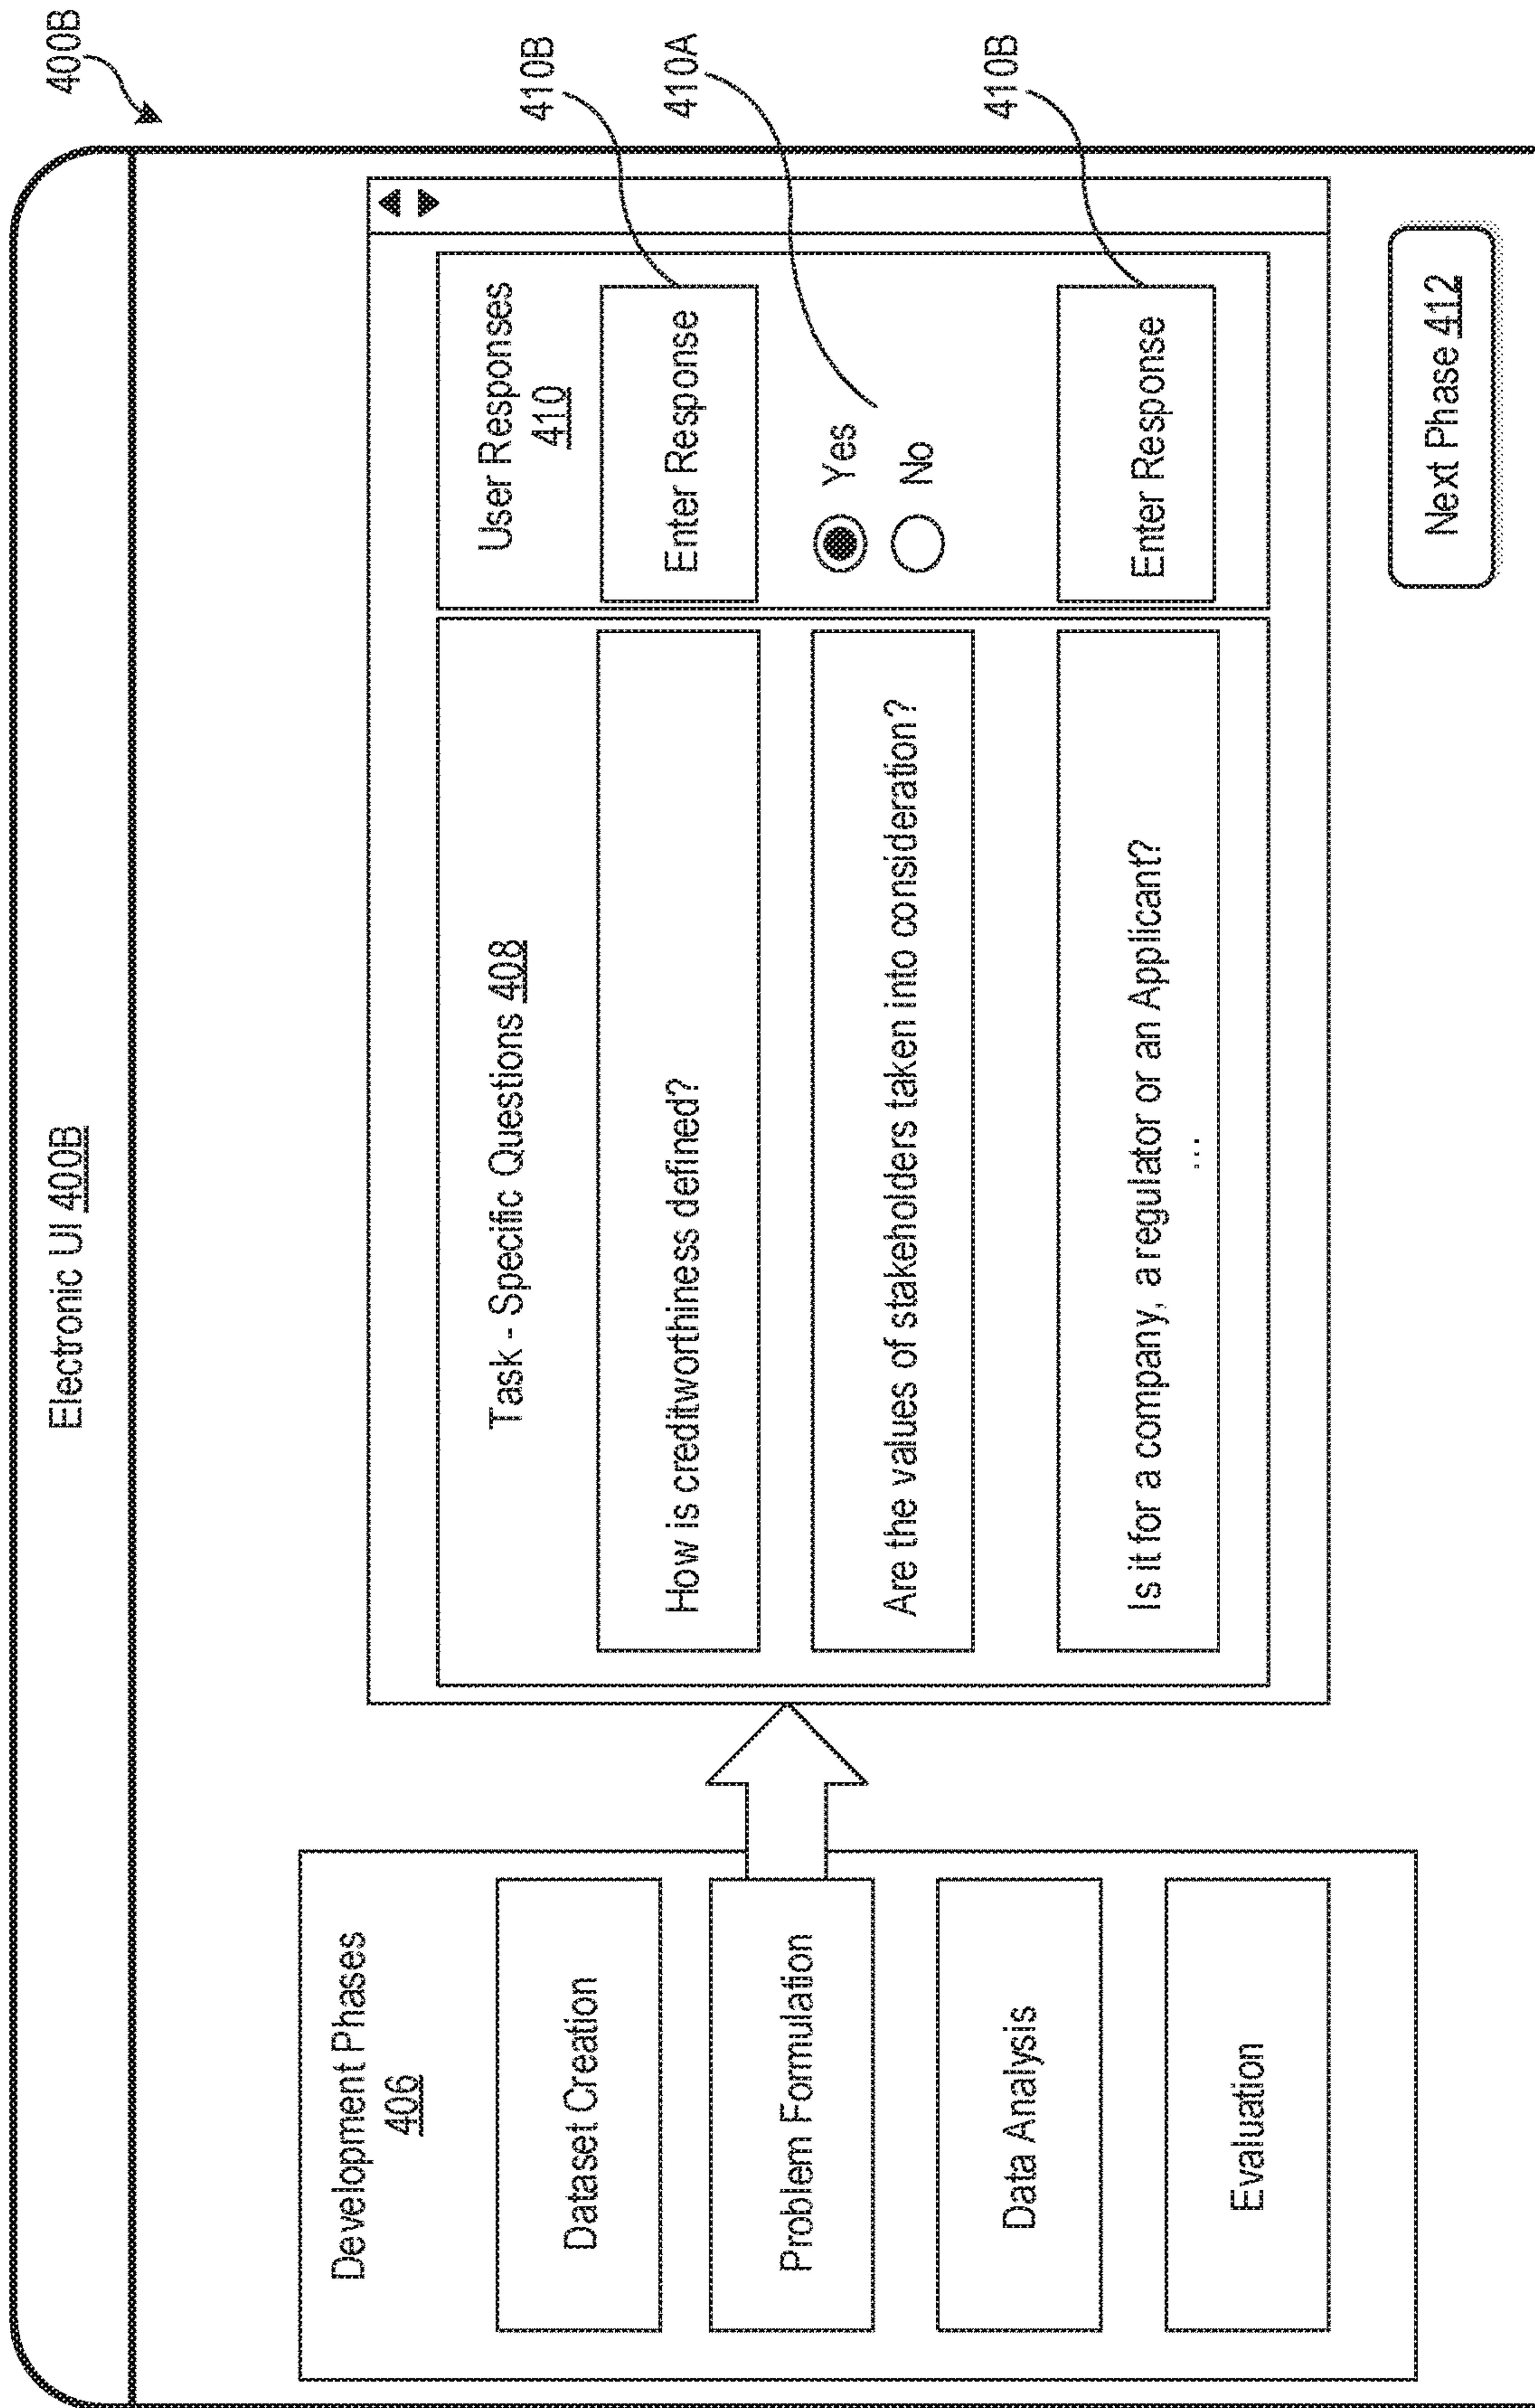 400B
Electronic UI 400B
Development Phases
406
Dataset Creation
Problem Formulation
Data Analysis
Evaluation
Task - Specific Questions 408
How is creditworthiness defined?
Are the values of stakeholders taken into consideration?
Is it for a company, a regulator or an Applicant?
...
User Responses
410
Enter Response
Yes
No
Enter Response
410B
410A
410B
Next Phase 412